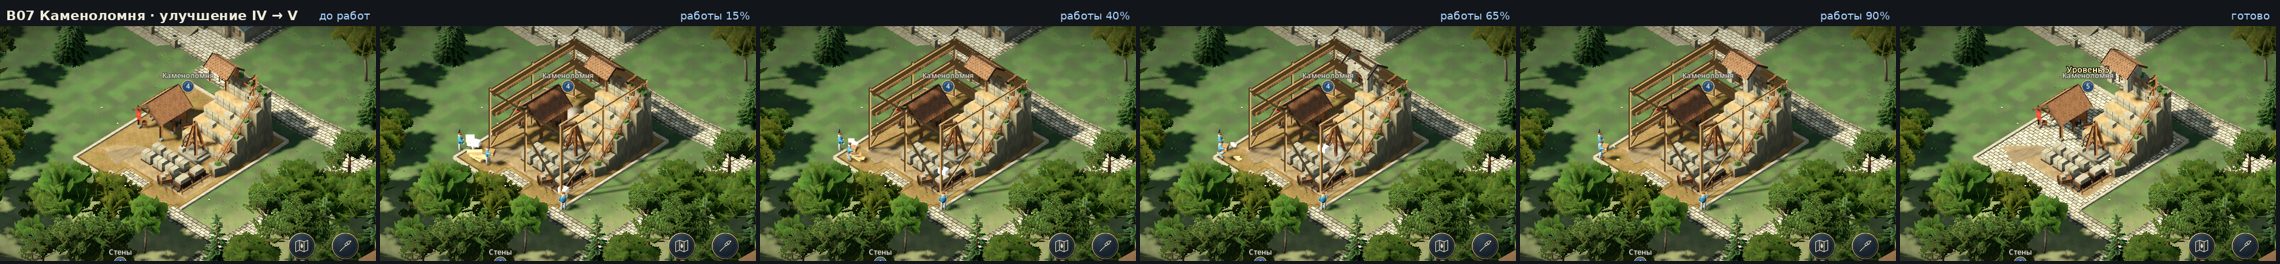 B07 Каменоломня · улучшение IV → V
до работ
работы 15%
работы 40%
работы 65%
работы 90%
готово
Каменоломня
4
Стены
Каменоломня
4
Стены
Каменоломня
4
Стены
Каменоломня
4
Стены
Каменоломня
4
Стены
Уровень 5
Каменоломня
5
Стены